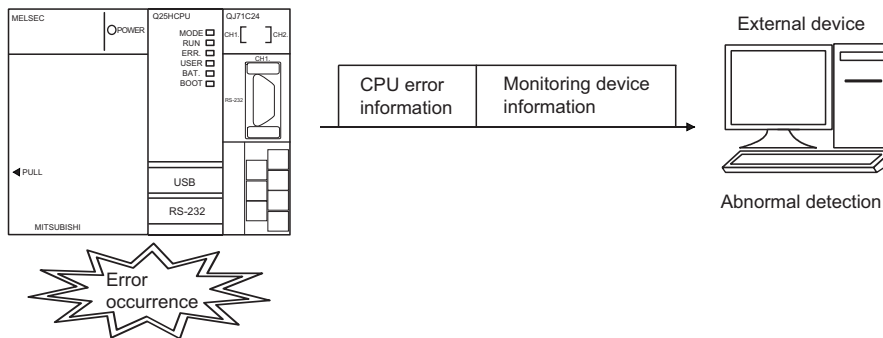 MELSEC
POWER
Q25HCPU
MODE
RUN
ERR.
USER
BAT.
BOOT
QJ71C24
CH1.
CH2.
CH1.
RS-232
PULL
USB
RS-232
MITSUBISHI
Error
occurrence
CPU error
information
Monitoring device
information
External device
Abnormal detection